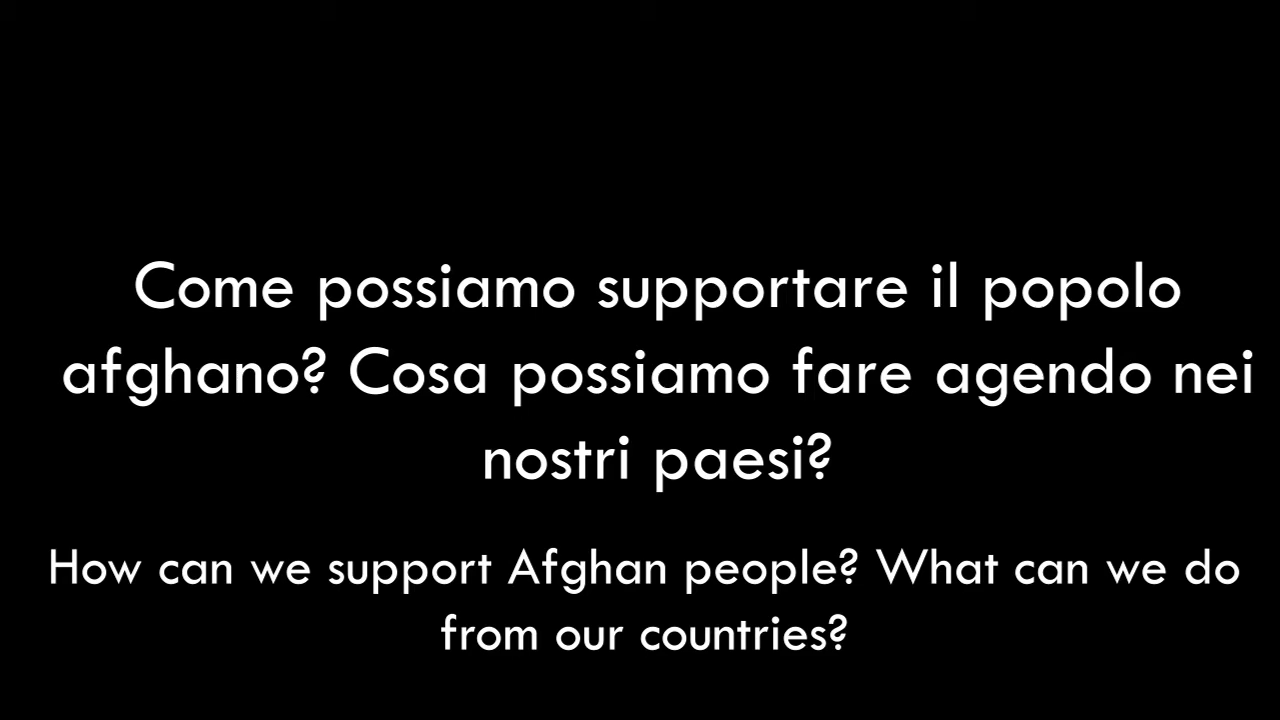 Come possiamo supportare il popolo
afghano? Cosa possiamo fare agendo nei
nostri paesi?
How can we support Afghan people? What can we do
from our countries?